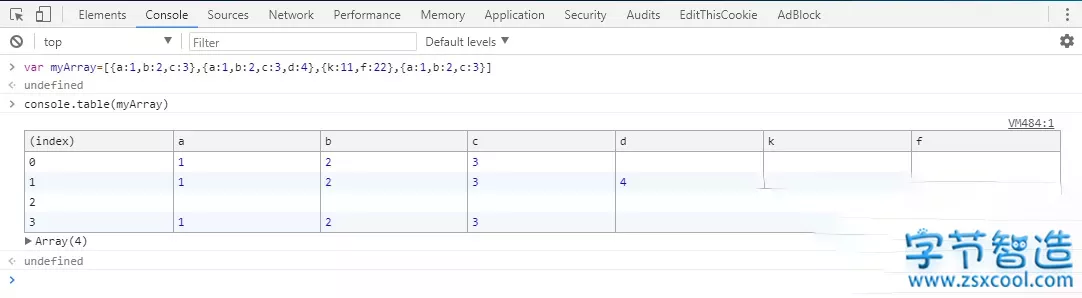 Elements Console Sources Network Performance Memory Application Security Audits EditThisCookie AdBlock
top Filter Default levels
var myArray=[{a:1,b:2,c:3},{a:1,b:2,c:3,d:4},{k:11,f:22},{a:1,b:2,c:3}]
undefined
console.table(myArray)
VM484:1
(index) a b c d k f
0 1 2 3
1 1 2 3 4
2
3 1 2 3
Array(4)
undefined
字节智造
www.zsxcool.com